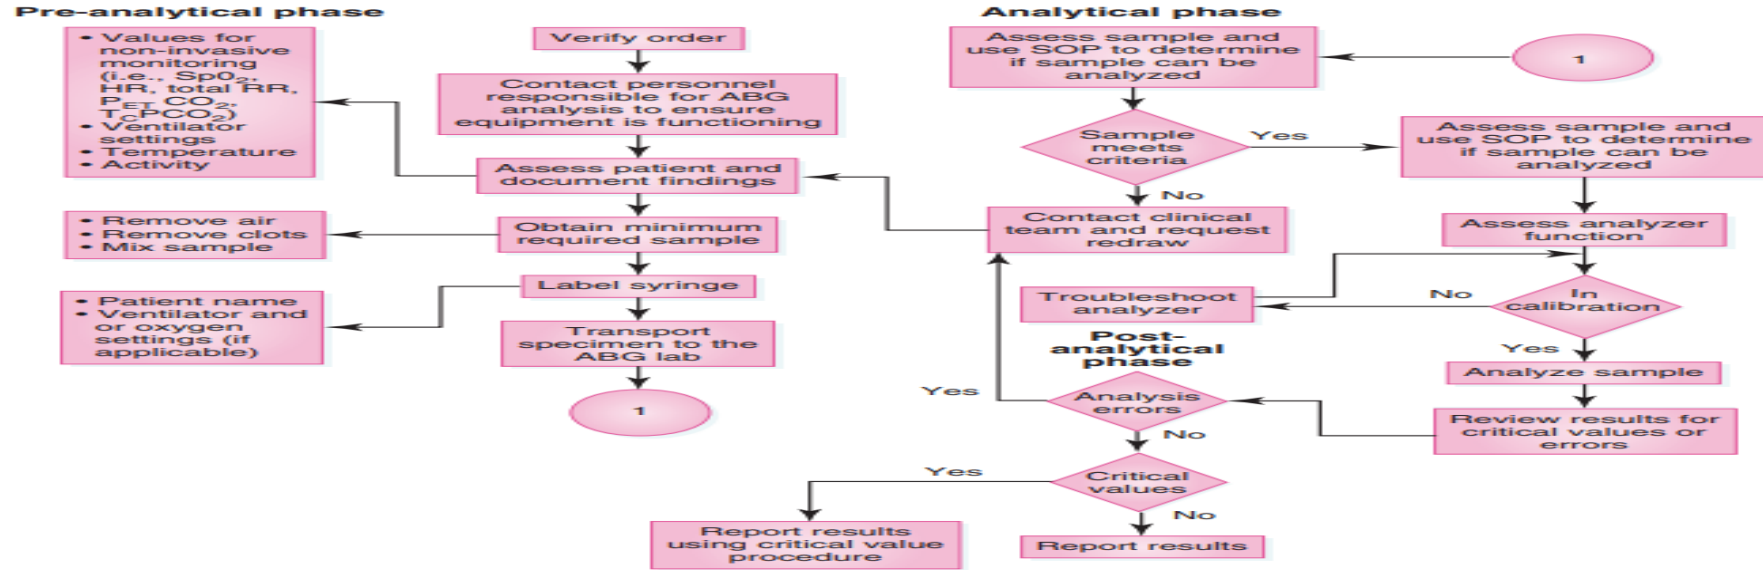 Pre-analytical phase
• Values for
non-invasive
monitoring
(i.e., Sp0₂,
HR, total RR,
P_ET CO₂,
T_CPCO₂)
• Ventilator
settings
• Temperature
• Activity
• Remove air
• Remove clots
• Mix sample
• Patient name
• Ventilator and
or oxygen
settings (if
applicable)
Verify order
Contact personnel
responsible for ABG
analysis to ensure
equipment is functioning
Assess patient and
document findings
Obtain minimum
required sample
Label syringe
Transport
specimen to the
ABG lab
1
Analytical phase
1
Assess sample and
use SOP to determine
if sample can be
analyzed
Sample
meets
criteria
Yes
No
Contact clinical
team and request
redraw
Assess sample and
use SOP to determine
if sample can be
analyzed
Assess analyzer
function
In
calibration
No
Troubleshoot
analyzer
Yes
Analyze sample
Review results for
critical values or
errors
Post-
analytical
phase
Analysis
errors
Yes
No
Critical
values
Yes
No
Report results
using critical value
procedure
Report results